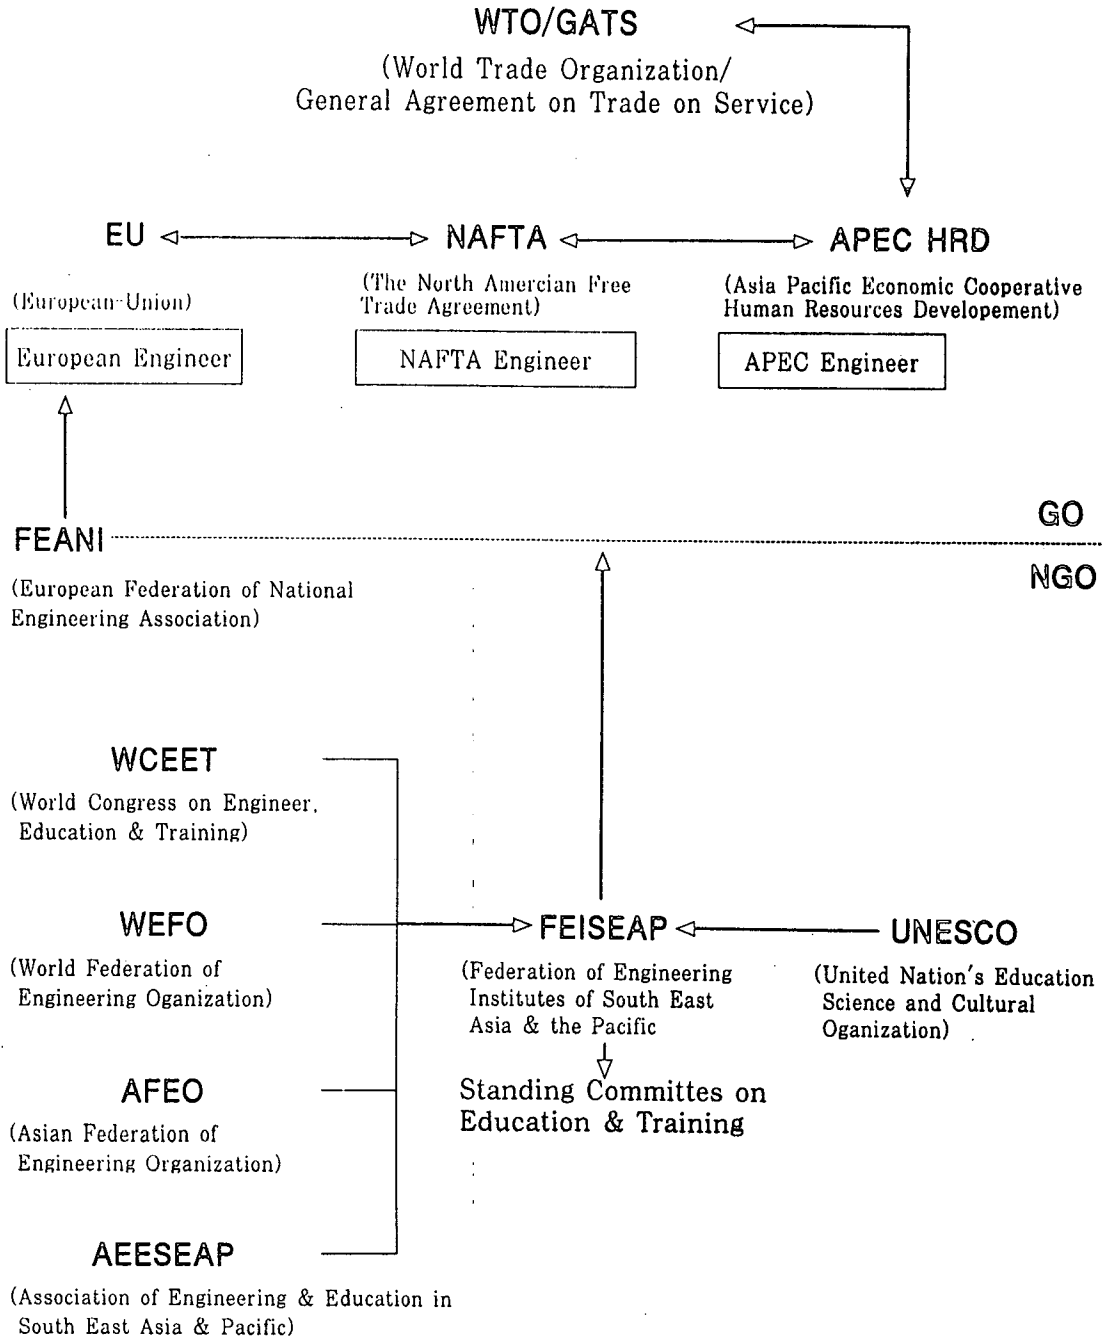 WTO/GATS
(World Trade Organization/
General Agreement on Trade on Service)
EU
NAFTA
APEC HRD
(European-Union)
(The North Amercian Free
Trade Agreement)
(Asia Pacific Economic Cooperative
Human Resources Developement)
European Engineer
NAFTA Engineer
APEC Engineer
GO
FEANI
NGO
(European Federation of National
Engineering Association)
WCEET
(World Congress on Engineer,
Education & Training)
WEFO
(World Federation of
Engineering Oganization)
FEISEAP
(Federation of Engineering
Institutes of South East
Asia & the Pacific
UNESCO
(United Nation's Education
Science and Cultural
Oganization)
Standing Committes on
Education & Training
AFEO
(Asian Federation of
Engineering Organization)
AEESEAP
(Association of Engineering & Education in
South East Asia & Pacific)